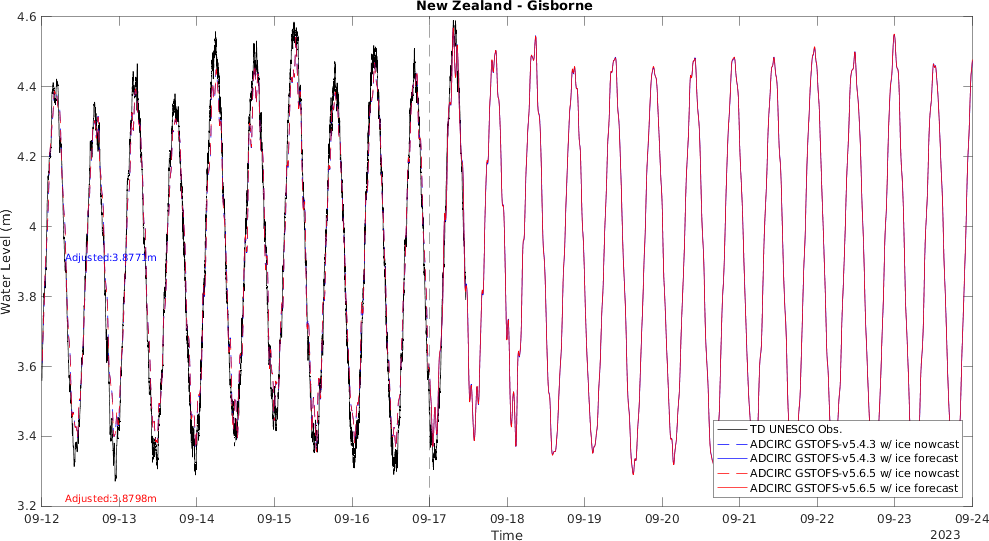 New Zealand - Gisborne
4.6
4.4
4.2
4
3.8
3.6
3.4
3.2
Water Level (m)
Adjusted:3.8771m
Adjusted:3.8798m
TD UNESCO Obs.
ADCIRC GSTOFS-v5.4.3 w/ ice nowcast
ADCIRC GSTOFS-v5.4.3 w/ ice forecast
ADCIRC GSTOFS-v5.6.5 w/ ice nowcast
ADCIRC GSTOFS-v5.6.5 w/ ice forecast
09-12 09-13 09-14 09-15 09-16 09-17 09-18 09-19 09-20 09-21 09-22 09-23 09-24
Time
2023